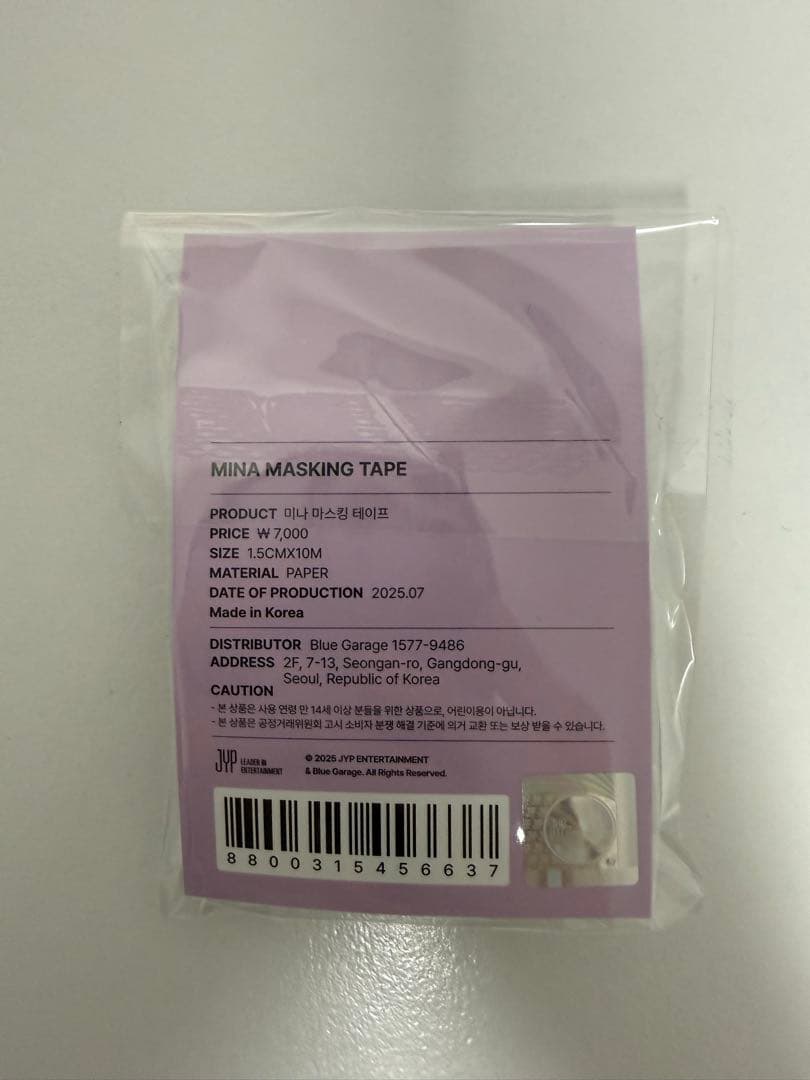 MINA MASKING TAPE
PRODUCT 미나 마스킹 테이프
PRICE ₩ 7,000
SIZE 1.5CMX10M
MATERIAL PAPER
DATE OF PRODUCTION 2025.07
Made in Korea
DISTRIBUTOR Blue Garage 1577-9486
ADDRESS 2F, 7-13, Seongan-ro, Gangdong-gu,
Seoul, Republic of Korea
CAUTION
- 본 상품은 사용 연령 만 14세 이상 분들을 위한 상품으로, 어린이용이 아닙니다.
- 본 상품은 공정거래위원회 고시 소비자 분쟁 해결 기준에 의거 교환 또는 보상 받을 수 있습니다.
JYP LEADER IN
ENTERTAINMENT
© 2025 JYP ENTERTAINMENT
& Blue Garage. All Rights Reserved.
8800315456637